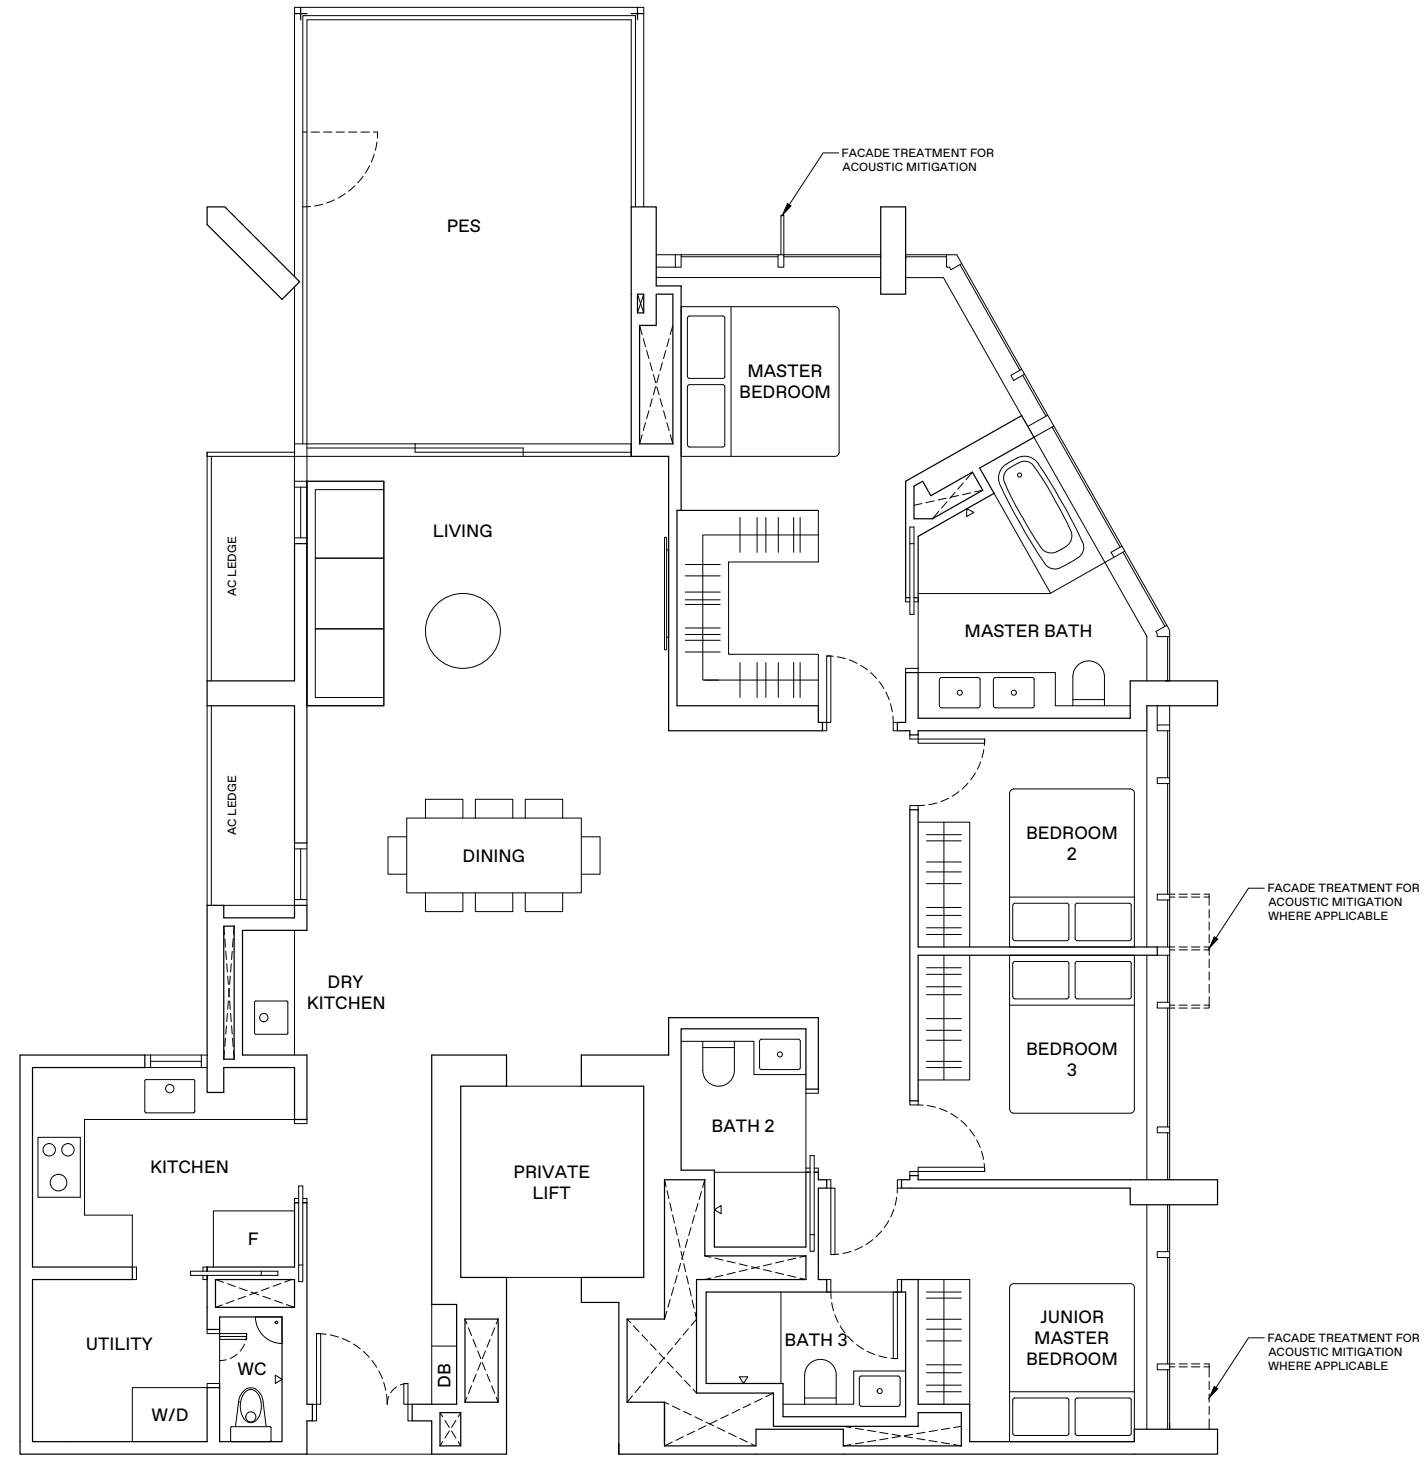 FACADE TREATMENT FOR
ACOUSTIC MITIGATION
PES
MASTER
BEDROOM
LIVING
AC LEDGE
MASTER BATH
AC LEDGE
DINING
BEDROOM
2
FACADE TREATMENT FOR
ACOUSTIC MITIGATION
WHERE APPLICABLE
DRY
KITCHEN
BEDROOM
3
BATH 2
KITCHEN
PRIVATE
LIFT
F
UTILITY
WC
W/D
DB
BATH 3
JUNIOR
MASTER
BEDROOM
FACADE TREATMENT FOR
ACOUSTIC MITIGATION
WHERE APPLICABLE